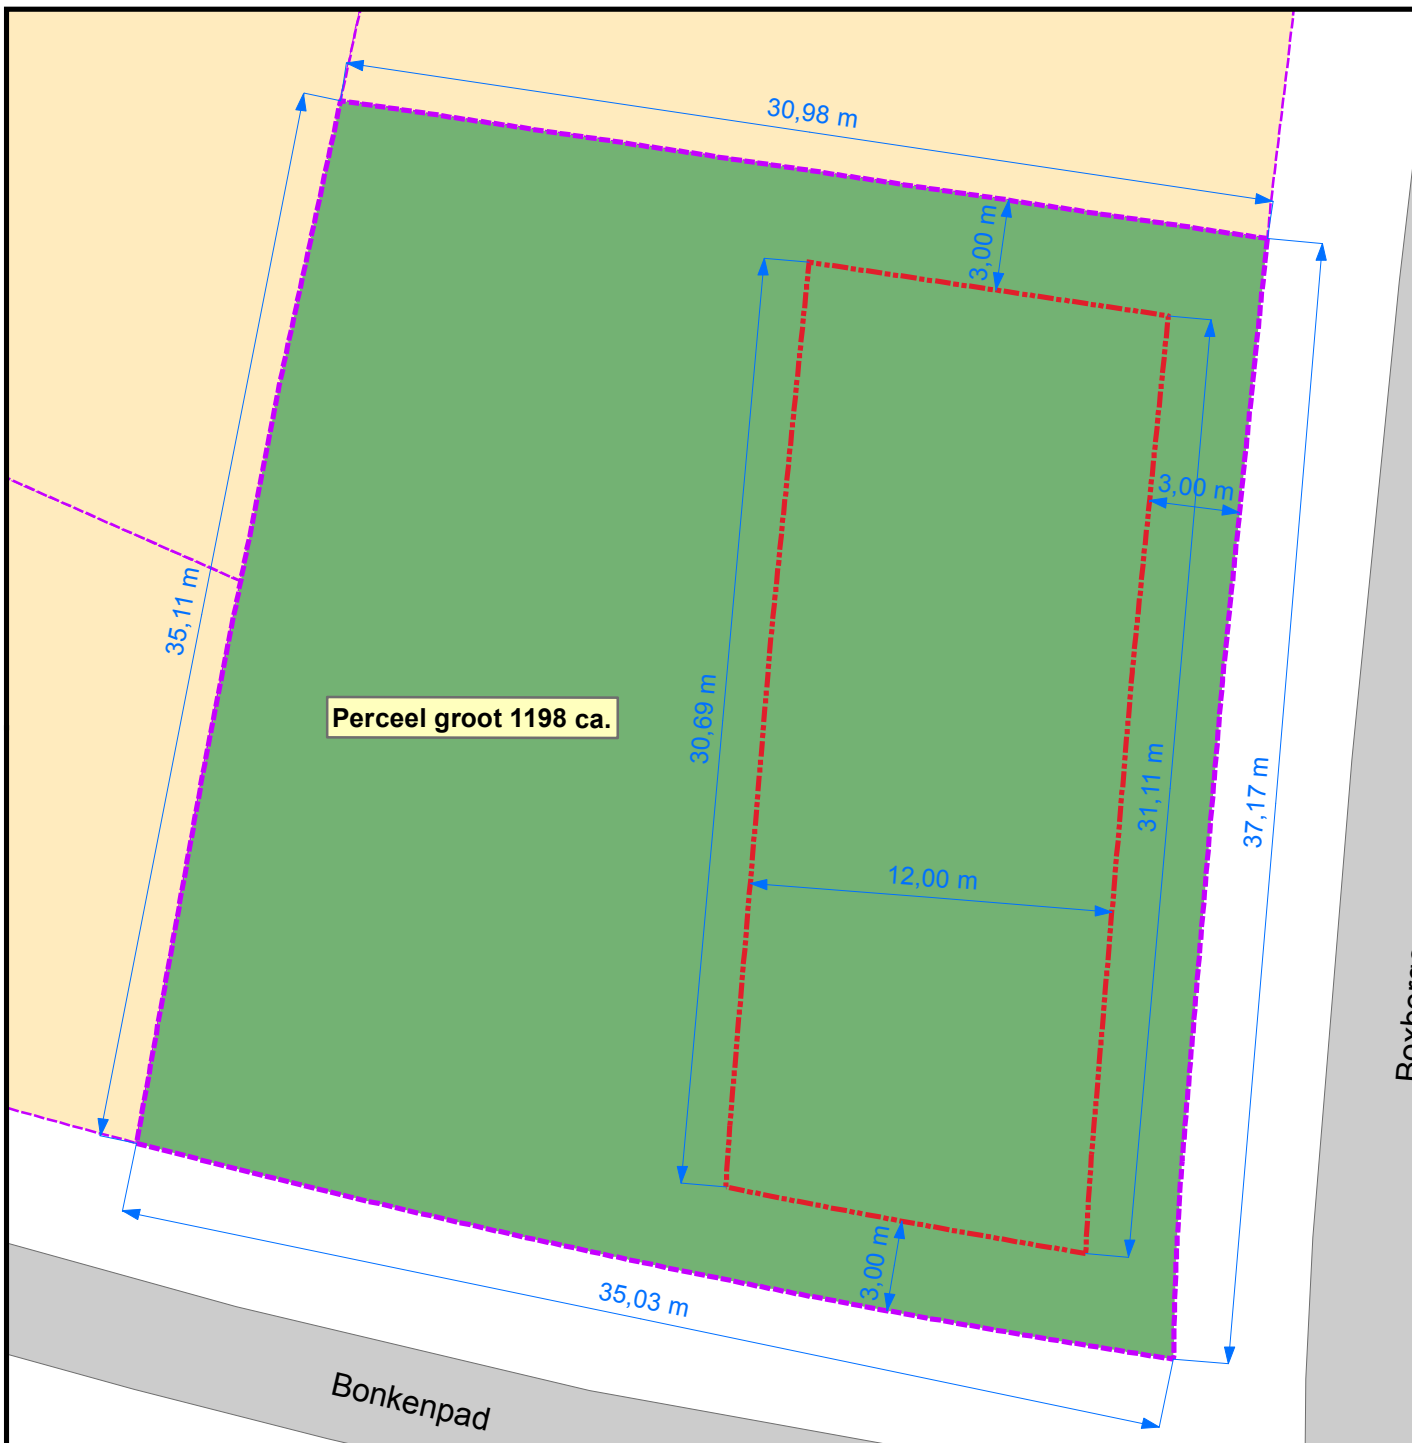 30,98 m
3,00 m
3,00 m
35,11 m
30,69 m
Perceel groot 1198 ca.
31,11 m
37,17 m
12,00 m
3,00 m
35,03 m
Bonkenpad